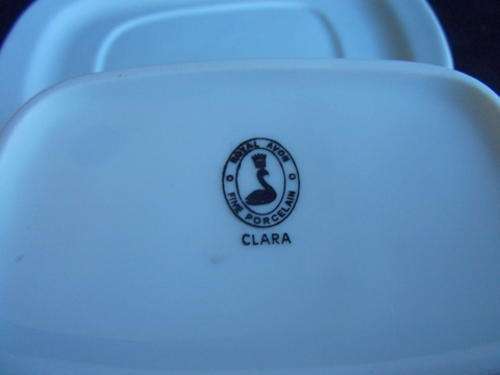 ROYAL AVON
FINE PORCELAIN
CLARA